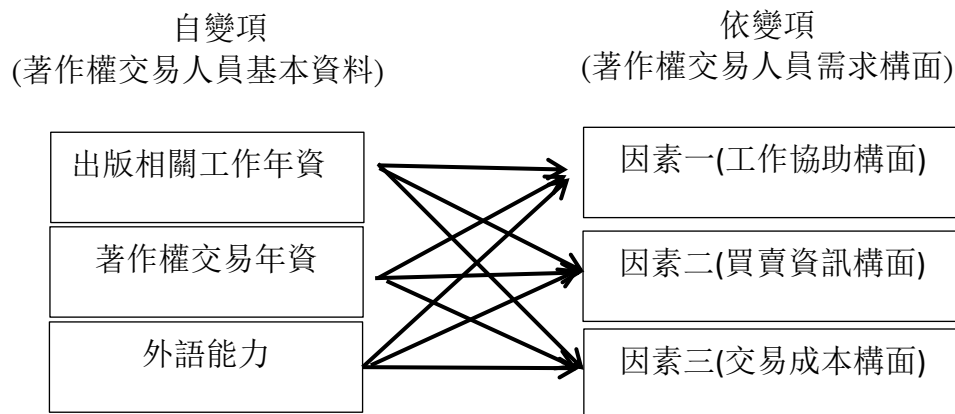 自變項
(著作權交易人員基本資料)
出版相關工作年資
著作權交易年資
外語能力
依變項
(著作權交易人員需求構面)
因素一(工作協助構面)
因素二(買賣資訊構面)
因素三(交易成本構面)